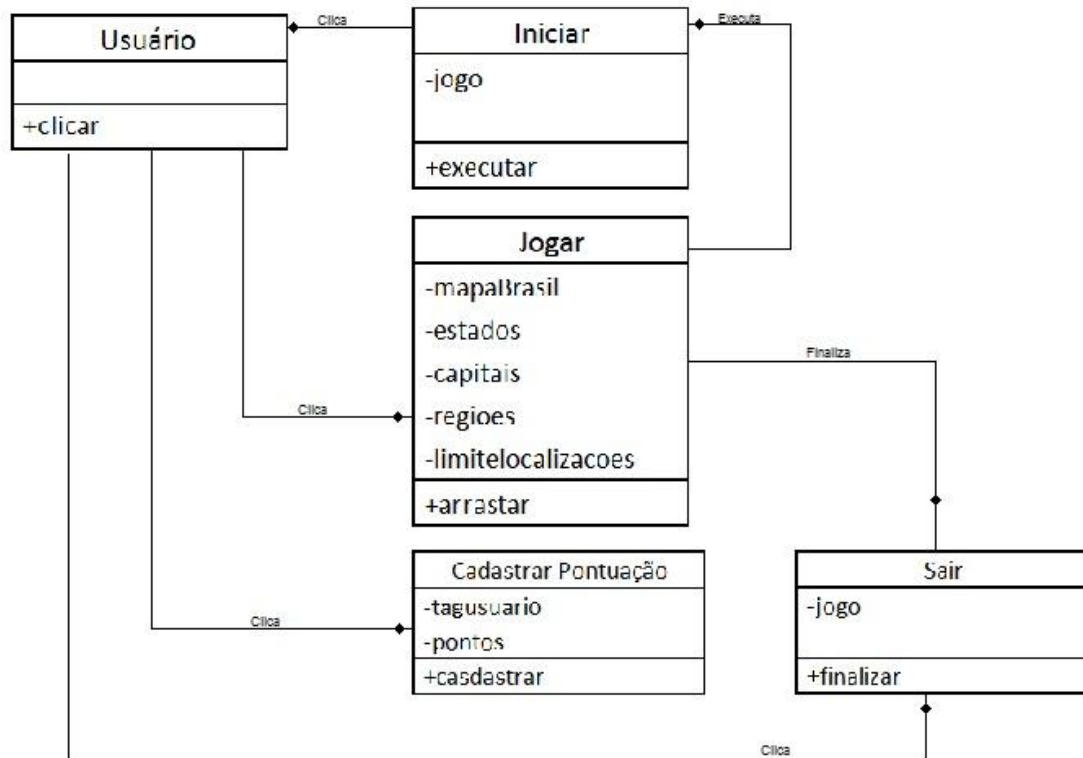 Usuário
+clicar
Clica
Iniciar
-jogo
+executar
Executa
Jogar
-mapaBrasil
-estados
-capitais
-regioes
-limitelocalizacoes
+arrastar
Clica
Finaliza
Cadastrar Pontuação
-tagusuario
-pontos
+casdastrar
Clica
Sair
-jogo
+finalizar
Clica